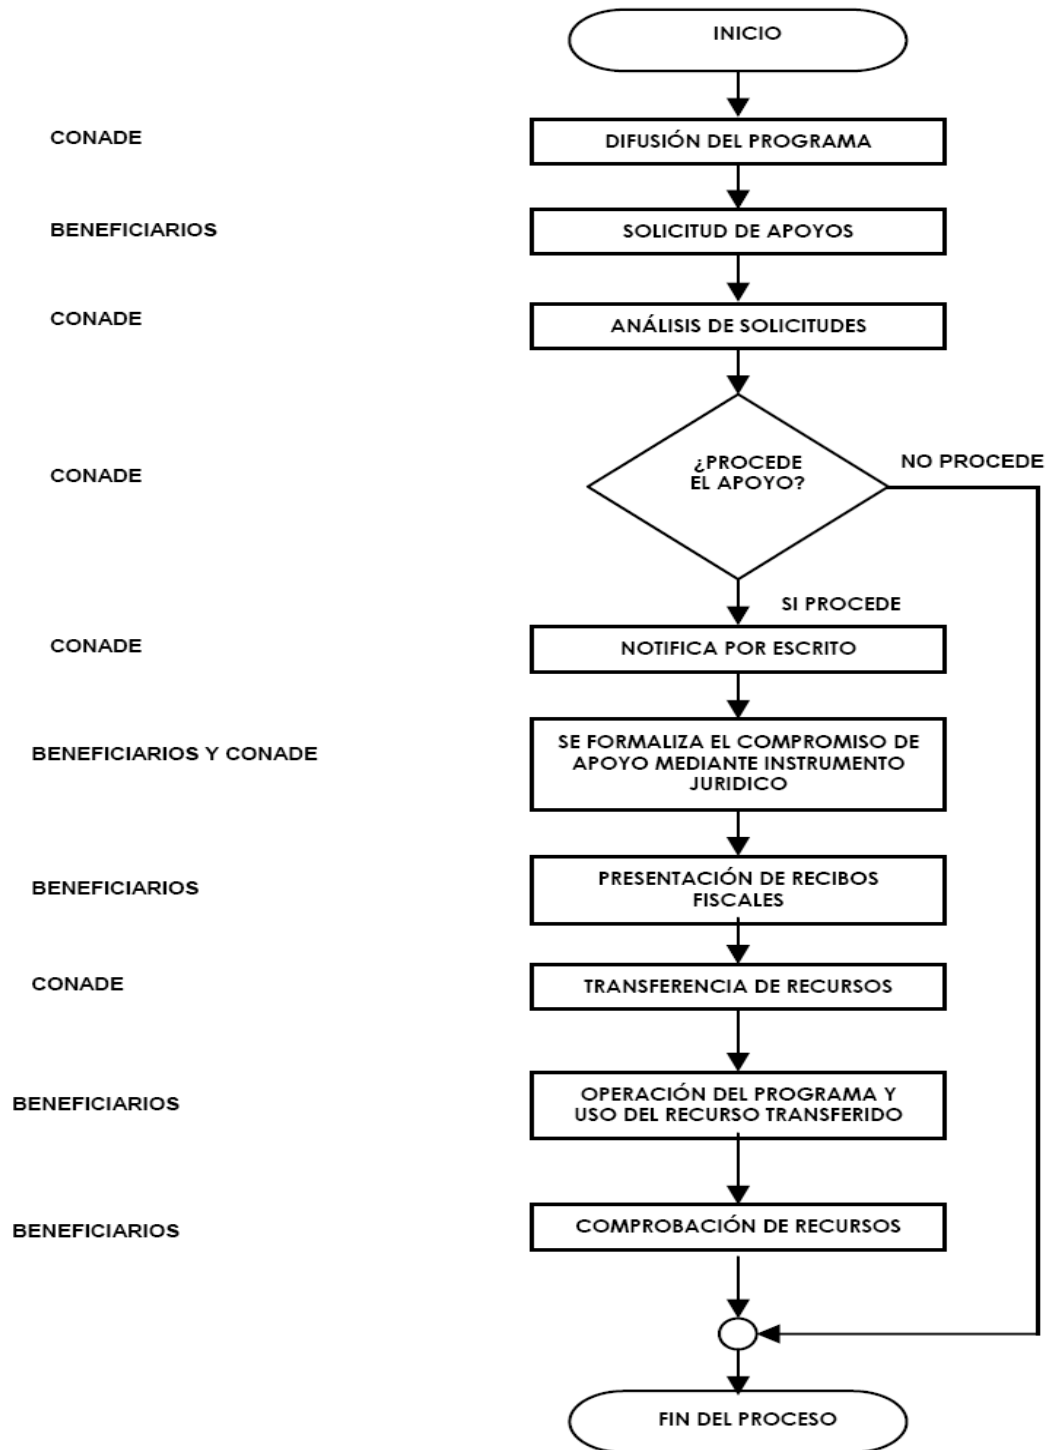 INICIO
CONADE
DIFUSIÓN DEL PROGRAMA
BENEFICIARIOS
SOLICITUD DE APOYOS
CONADE
ANÁLISIS DE SOLICITUDES
CONADE
¿PROCEDE
EL APOYO?
NO PROCEDE
SI PROCEDE
CONADE
NOTIFICA POR ESCRITO
BENEFICIARIOS Y CONADE
SE FORMALIZA EL COMPROMISO DE
APOYO MEDIANTE INSTRUMENTO
JURIDICO
BENEFICIARIOS
PRESENTACIÓN DE RECIBOS
FISCALES
CONADE
TRANSFERENCIA DE RECURSOS
BENEFICIARIOS
OPERACIÓN DEL PROGRAMA Y
USO DEL RECURSO TRANSFERIDO
BENEFICIARIOS
COMPROBACIÓN DE RECURSOS
FIN DEL PROCESO